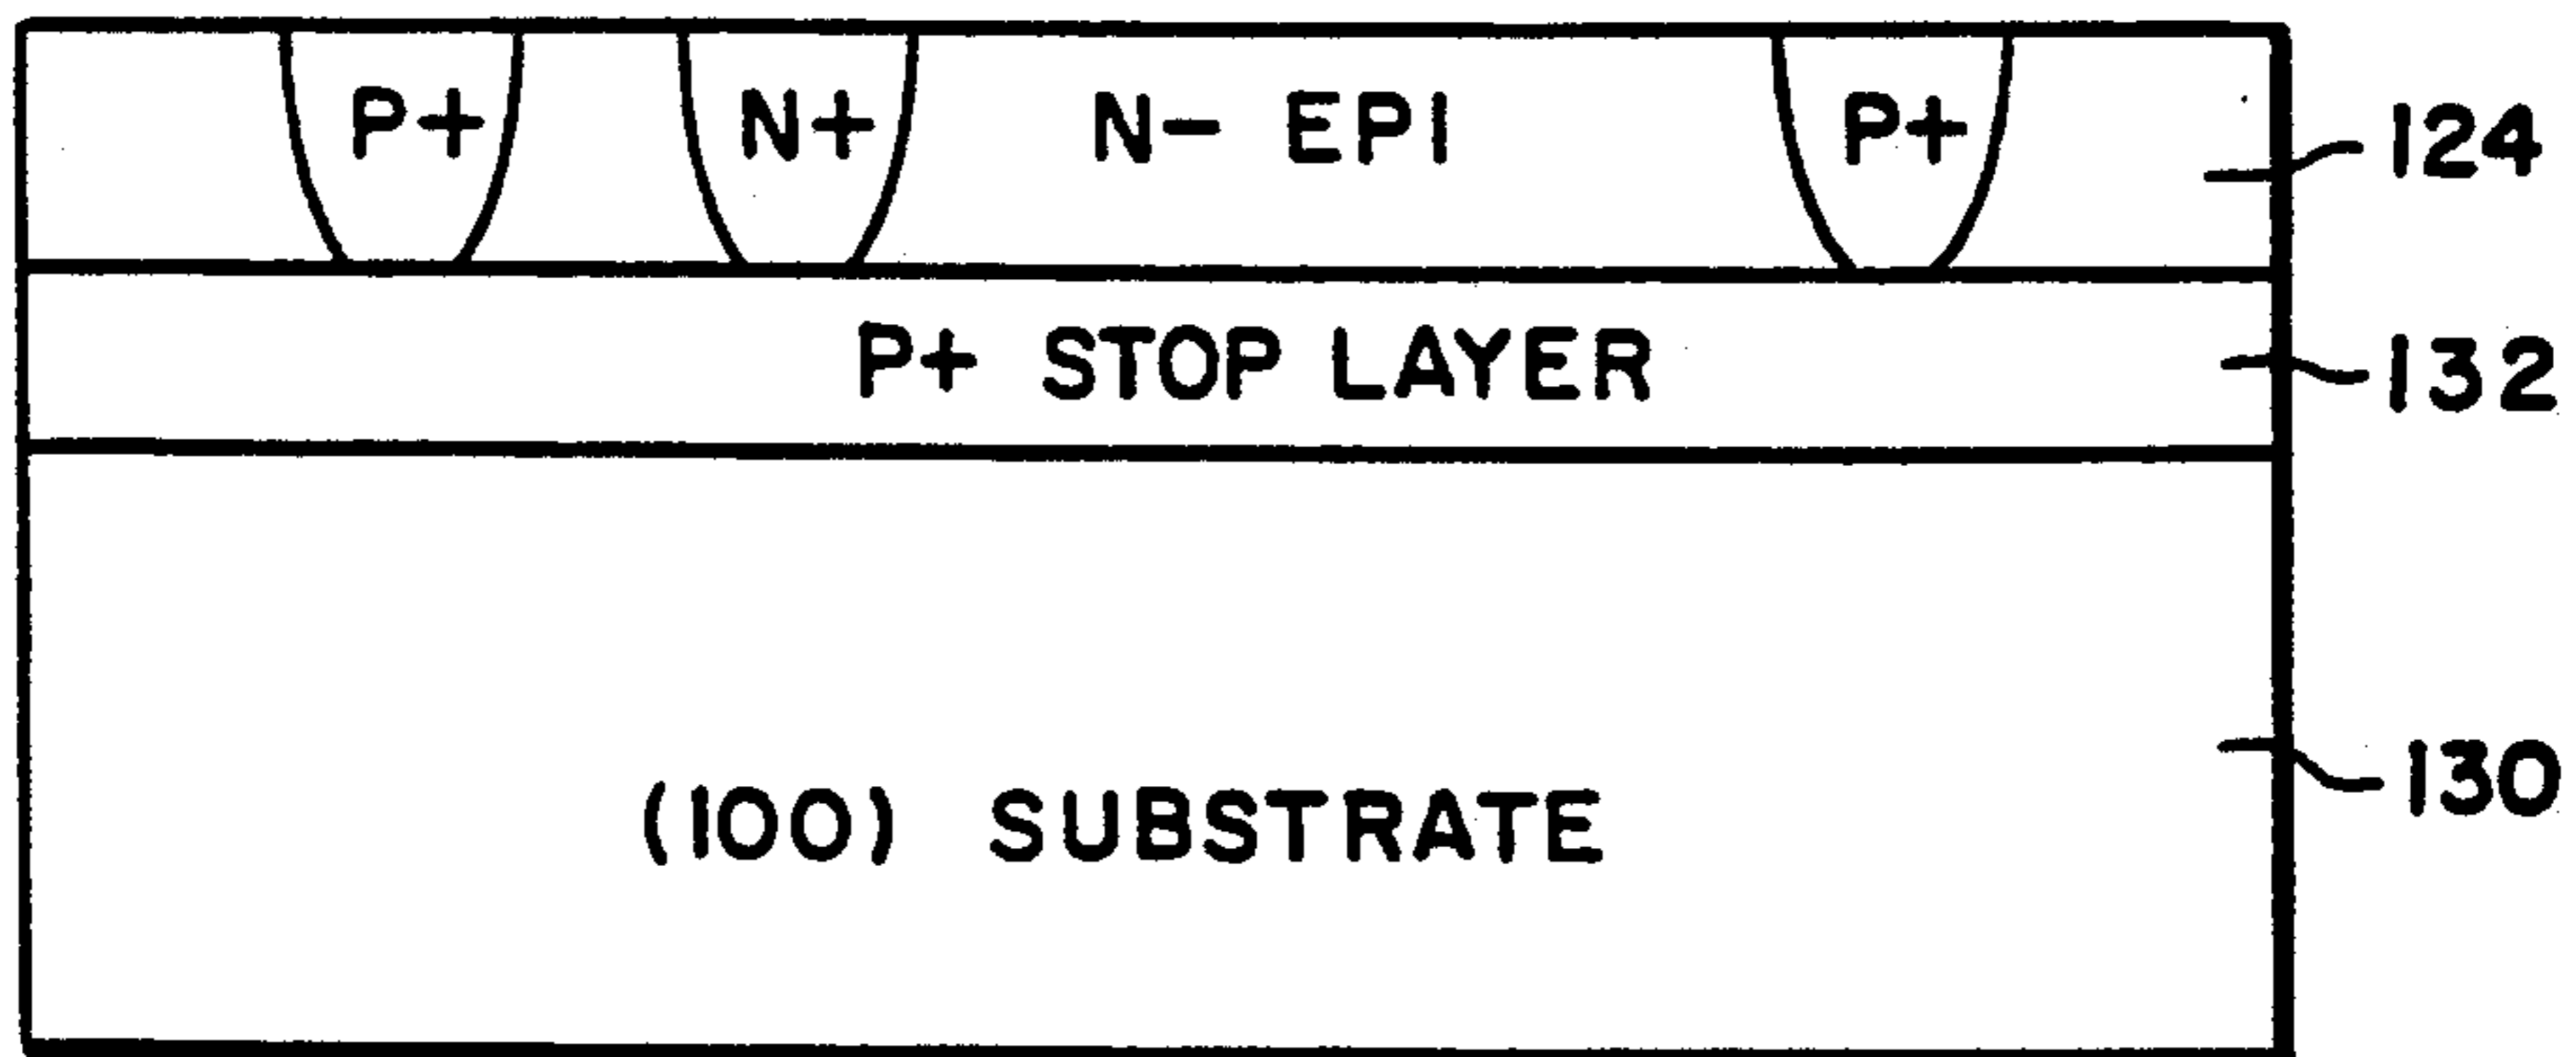 P+ N+ N- EPI P+ 124
P+ STOP LAYER 132
(100) SUBSTRATE 130